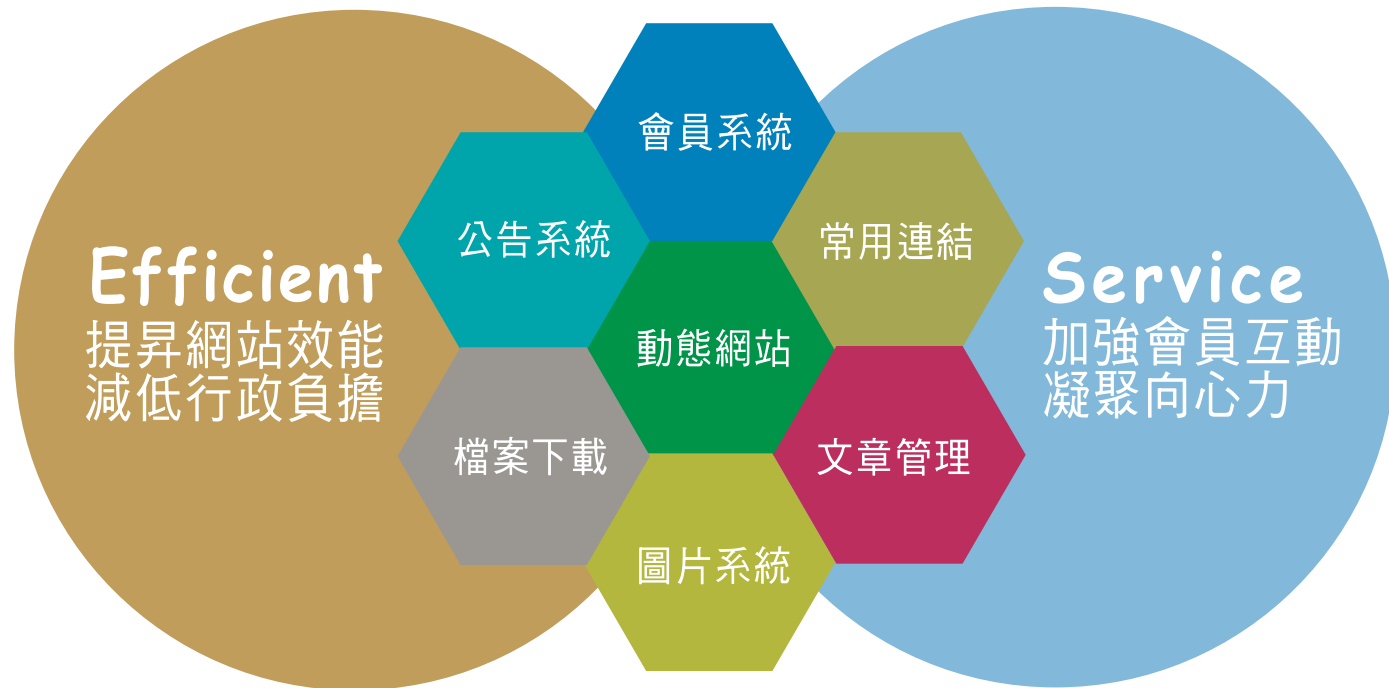 會員系統
公告系統
常用連結
Efficient
提昇網站效能
減低行政負擔
動態網站
Service
加強會員互動
凝聚向心力
檔案下載
文章管理
圖片系統